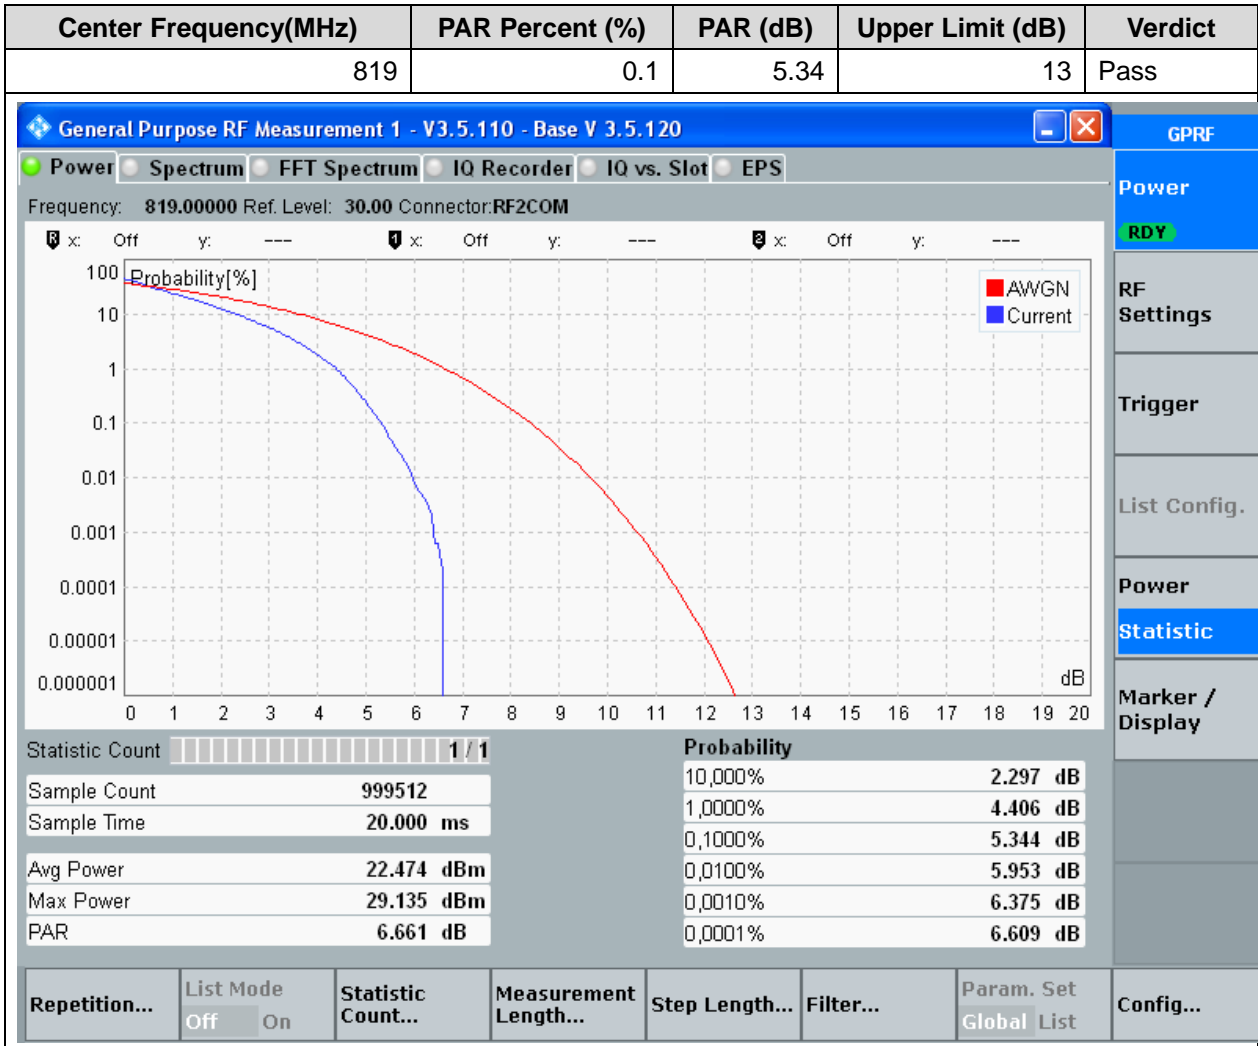 Center Frequency(MHz) PAR Percent (%) PAR (dB) Upper Limit (dB) Verdict
819 0.1 5.34 13 Pass
General Purpose RF Measurement 1 - V3.5.110 - Base V 3.5.120
GPRF
Power Spectrum FFT Spectrum IQ Recorder IQ vs. Slot EPS
Frequency: 819.00000 Ref. Level: 30.00 Connector:RF2COM
R x: Off y: --- 1 x: Off y: --- 2 x: Off y: ---
Probability[%]
100
10
1
0.1
0.01
0.001
0.0001
0.00001
0.000001
AWGN
Current
dB
0 1 2 3 4 5 6 7 8 9 10 11 12 13 14 15 16 17 18 19 20
Power
RDY
RF
Settings
Trigger
List Config.
Power
Statistic
Marker /
Display
Statistic Count 1 / 1
Sample Count 999512
Sample Time 20.000 ms
Avg Power 22.474 dBm
Max Power 29.135 dBm
PAR 6.661 dB
Probability
10,000% 2.297 dB
1,0000% 4.406 dB
0,1000% 5.344 dB
0,0100% 5.953 dB
0,0010% 6.375 dB
0,0001% 6.609 dB
Repetition...
List Mode
Off On
Statistic
Count...
Measurement
Length...
Step Length...
Filter...
Param. Set
Global List
Config...